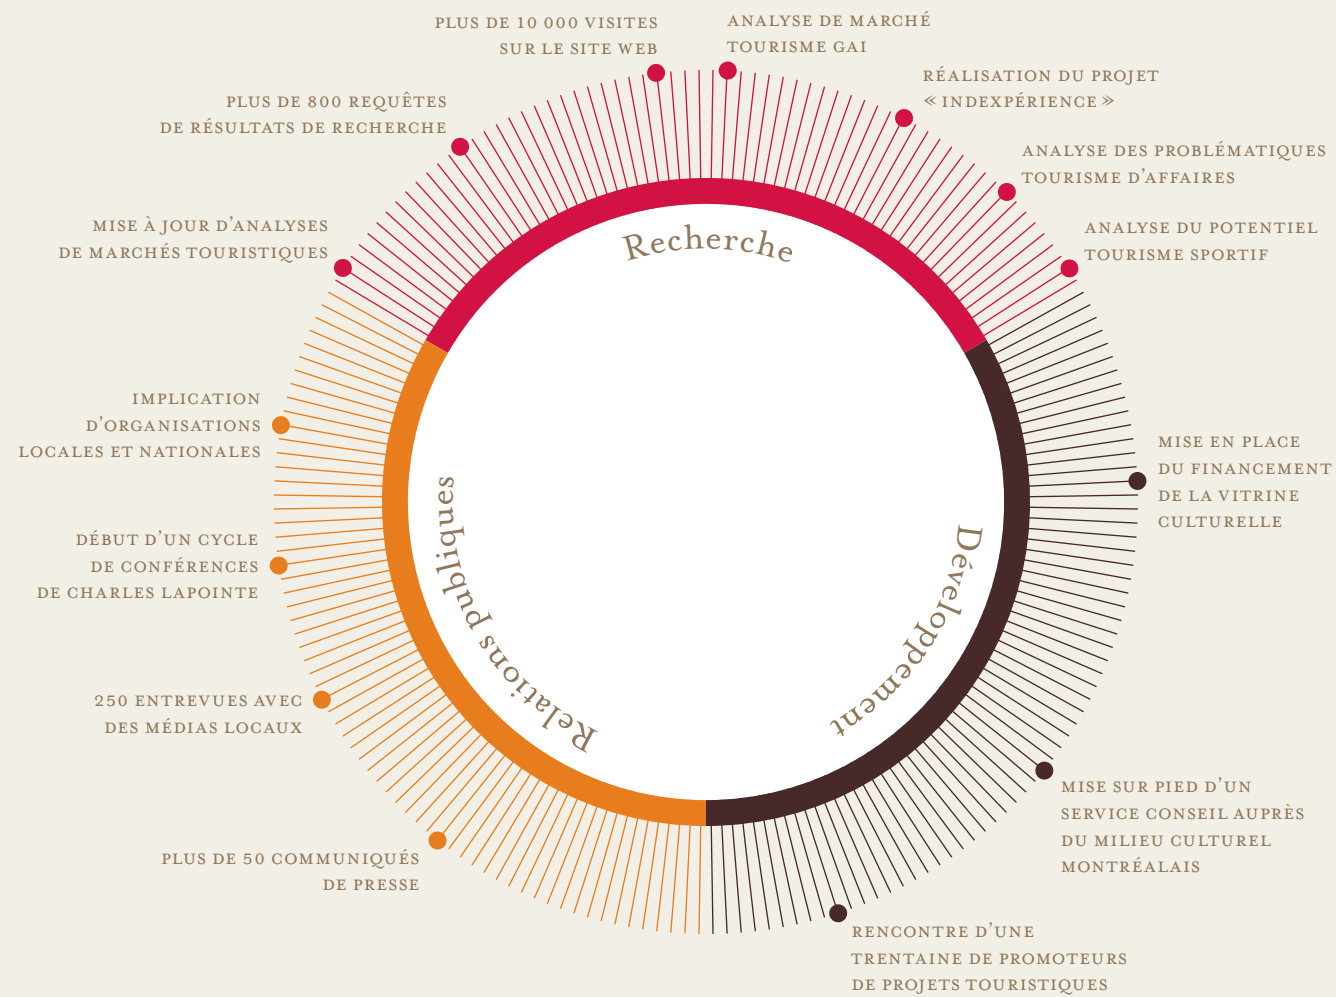 PLUS DE 10 000 VISITES
SUR LE SITE WEB
ANALYSE DE MARCHÉ
TOURISME GAI
RÉALISATION DU PROJET
« INDEXPÉRIENCE »
PLUS DE 800 REQUÊTES
DE RÉSULTATS DE RECHERCHE
ANALYSE DES PROBLÉMATIQUES
TOURISME D’AFFAIRES
MISE À JOUR D’ANALYSES
DE MARCHÉS TOURISTIQUES
ANALYSE DU POTENTIEL
TOURISME SPORTIF
Recherche
IMPLICATION
D’ORGANISATIONS
LOCALES ET NATIONALES
MISE EN PLACE
DU FINANCEMENT
DE LA VITRINE
CULTURELLE
Relations publiques
Développement
DÉBUT D’UN CYCLE
DE CONFÉRENCES
DE CHARLES LAPOINTE
250 ENTREVUES AVEC
DES MÉDIAS LOCAUX
MISE SUR PIED D’UN
SERVICE CONSEIL AUPRÈS
DU MILIEU CULTUREL
MONTRÉALAIS
PLUS DE 50 COMMUNIQUÉS
DE PRESSE
RENCONTRE D’UNE
TRENTAINE DE PROMOTEURS
DE PROJETS TOURISTIQUES